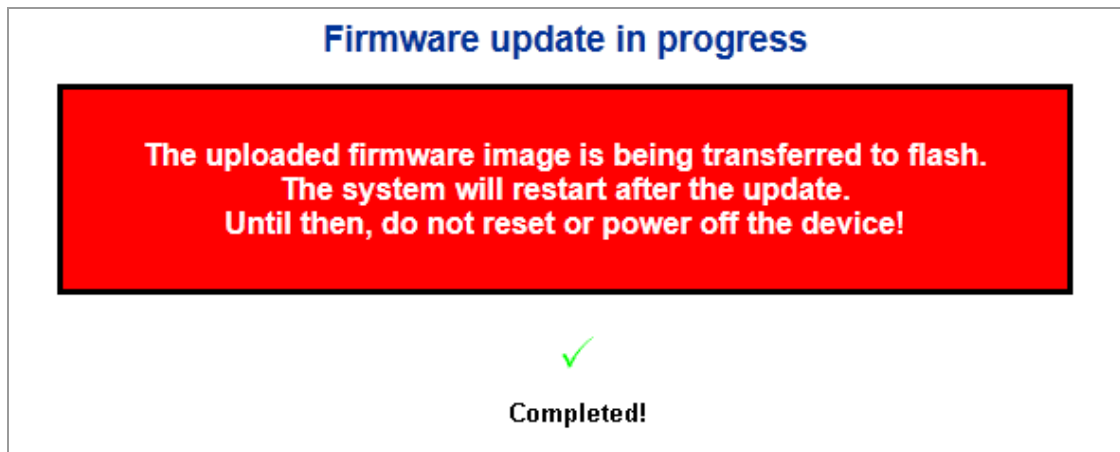 Firmware update in progress
The uploaded firmware image is being transferred to flash.
The system will restart after the update.
Until then, do not reset or power off the device!
Completed!